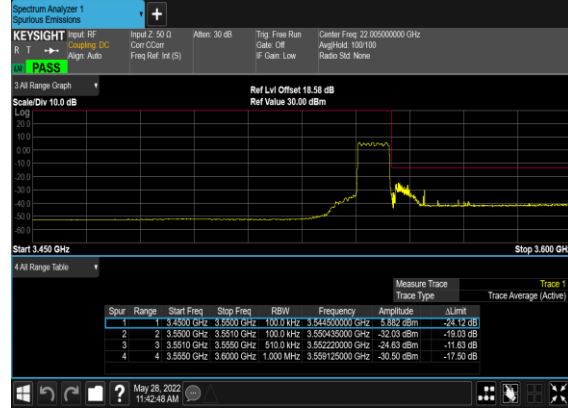 Spectrum Analyzer 1
Spurious Emissions
KEYSIGHT
R T
LU PASS
Input: RF
Coupling: DC
Align: Auto
Input Z: 50 Ω
Corr CCorr
Freq Ref: Int (S)
Atten: 30 dB
Trig: Free Run
Gate: Off
IF Gain: Low
Center Freq: 22.005000000 GHz
Avg|Hold: 100/100
Radio Std: None
3 All Range Graph
Scale/Div 10.0 dB
Ref Lvl Offset 18.58 dB
Ref Value 30.00 dBm
Log
20.0
10.0
0.00
-10.0
-20.0
-30.0
-40.0
-50.0
-60.0
Start 3.450 GHz
Stop 3.600 GH
4 All Range Table
Measure Trace Trace 1
Trace Type Trace Average (Active)
Spur Range Start Freq Stop Freq RBW Frequency Amplitude ΔLimit
1 1 3.4500 GHz 3.5500 GHz 100.0 kHz 3.544500000 GHz 5.882 dBm -24.12 dB
2 2 3.5500 GHz 3.5510 GHz 100.0 kHz 3.550435000 GHz -32.03 dBm -19.03 dB
3 3 3.5510 GHz 3.5550 GHz 510.0 kHz 3.552220000 GHz -24.63 dBm -11.63 dB
4 4 3.5550 GHz 3.6000 GHz 1.000 MHz 3.559125000 GHz -30.50 dBm -17.50 dB
?
May 28, 2022
11:42:48 AM